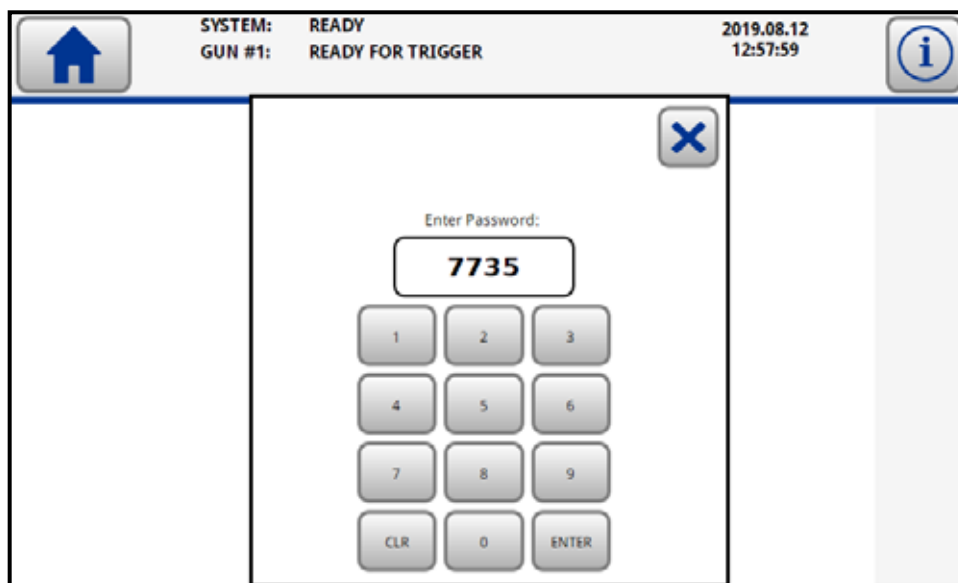 SYSTEM: READY
2019.08.12
GUN #1: READY FOR TRIGGER
12:57:59
i
Enter Password:
7735
1 2 3
4 5 6
7 8 9
CLR 0 ENTER